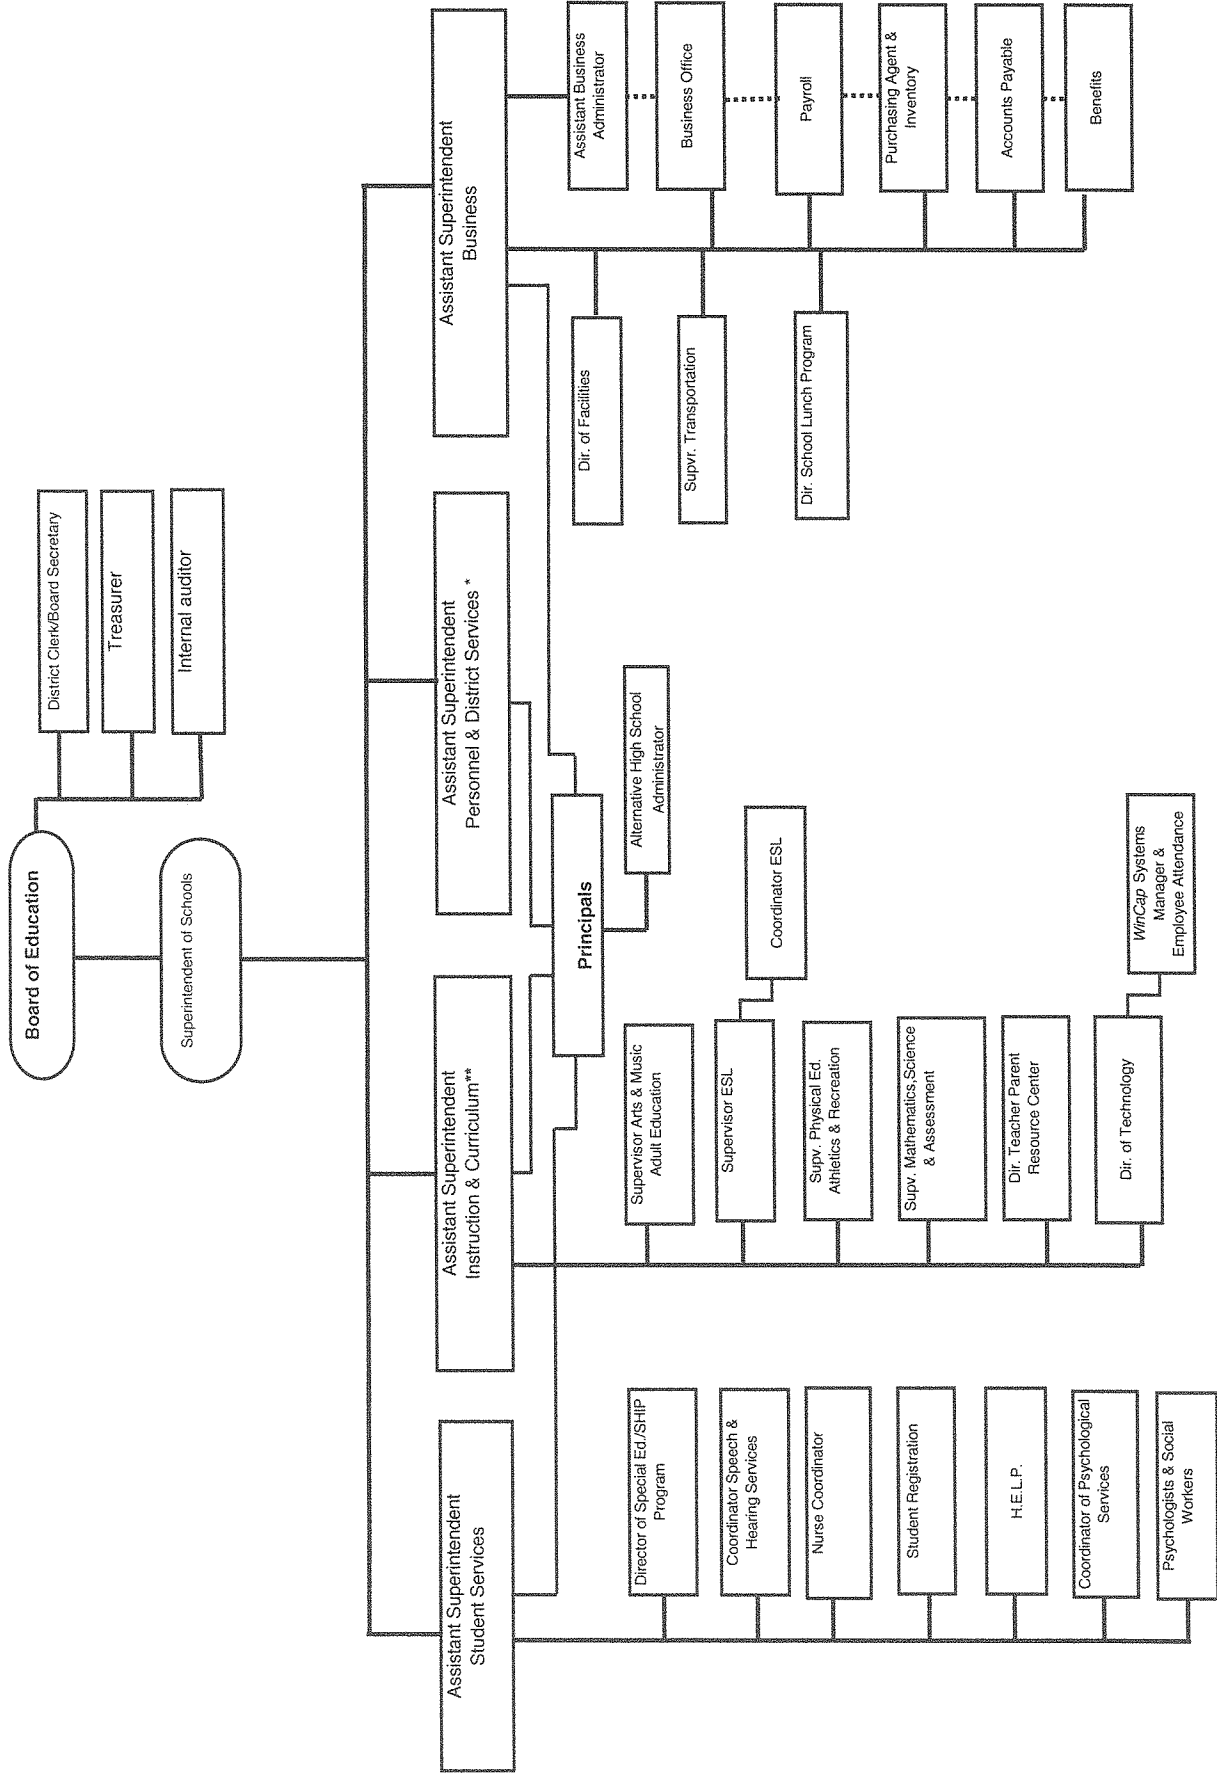 Board of Education
District Clerk/Board Secretary
Treasurer
Internal auditor
Superintendent of Schools
Assistant Superintendent
Student Services
Assistant Superintendent
Instruction & Curriculum**
Assistant Superintendent
Personnel & District Services *
Assistant Superintendent
Business
Principals
Alternative High School
Administrator
Director of Special Ed./SHIP
Program
Coordinator Speech &
Hearing Services
Nurse Coordinator
Student Registration
H.E.L.P.
Coordinator of Psychological
Services
Psychologists & Social
Workers
Supervisor Arts & Music
Adult Education
Supervisor ESL
Coordinator ESL
Supv. Physical Ed.
Athletics & Recreation
Supv. Mathematics,Science
& Assessment
Dir. Teacher Parent
Resource Center
Dir. of Technology
WinCap Systems
Manager &
Employee Attendance
Dir. of Facilities
Supvr. Transportation
Dir. School Lunch Program
Assistant Business
Administrator
Business Office
Payroll
Purchasing Agent &
Inventory
Accounts Payable
Benefits